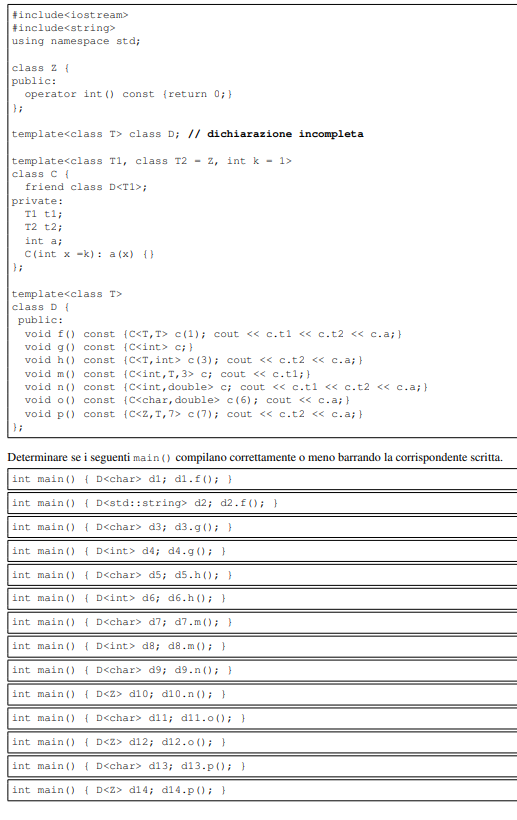 #include<iostream>
#include<string>
using namespace std;
class Z {
public:
operator int() const {return 0;}
};
template<class T> class D; // dichiarazione incompleta
template<class T1, class T2 = Z, int k = 1>
class C {
friend class D<T1>;
private:
T1 t1;
T2 t2;
int a;
C(int x =k): a(x) {}
};
template<class T>
class D {
public:
void f() const {C<T,T> c(1); cout << c.t1 << c.t2 << c.a;}
void g() const {C<int> c;}
void h() const {C<T,int> c(3); cout << c.t2 << c.a;}
void m() const {C<int,T,3> c; cout << c.t1;}
void n() const {C<int,double> c; cout << c.t1 << c.t2 << c.a;}
void o() const {C<char,double> c(6); cout << c.a;}
void p() const {C<Z,T,7> c(7); cout << c.t2 << c.a;}
};
Determinare se i seguenti main() compilano correttamente o meno barrando la corrispondente scritta.
int main() { D<char> d1; d1.f(); }
int main() { D<std::string> d2; d2.f(); }
int main() { D<char> d3; d3.g(); }
int main() { D<int> d4; d4.g(); }
int main() { D<char> d5; d5.h(); }
int main() { D<int> d6; d6.h(); }
int main() { D<char> d7; d7.m(); }
int main() { D<int> d8; d8.m(); }
int main() { D<char> d9; d9.n(); }
int main() { D<Z> d10; d10.n(); }
int main() { D<char> d11; d11.o(); }
int main() { D<Z> d12; d12.o(); }
int main() { D<char> d13; d13.p(); }
int main() { D<Z> d14; d14.p(); }